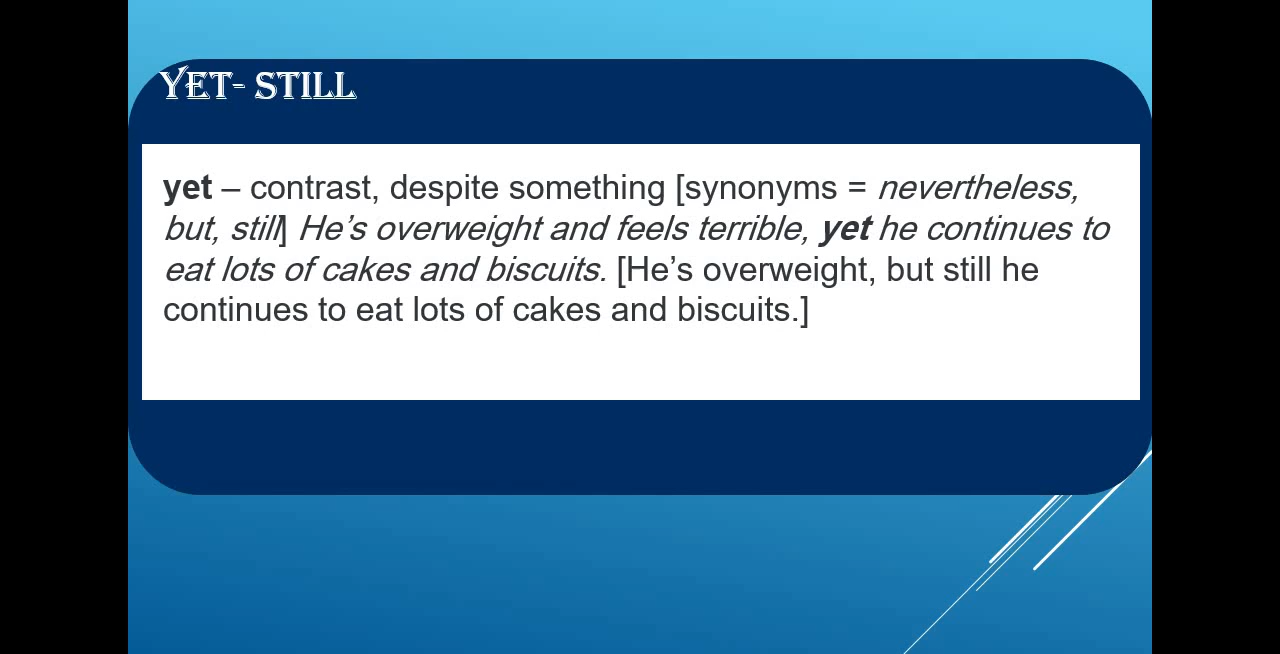 YET- STILL
yet – contrast, despite something [synonyms = nevertheless,
but, still] He’s overweight and feels terrible, yet he continues to
eat lots of cakes and biscuits. [He’s overweight, but still he
continues to eat lots of cakes and biscuits.]